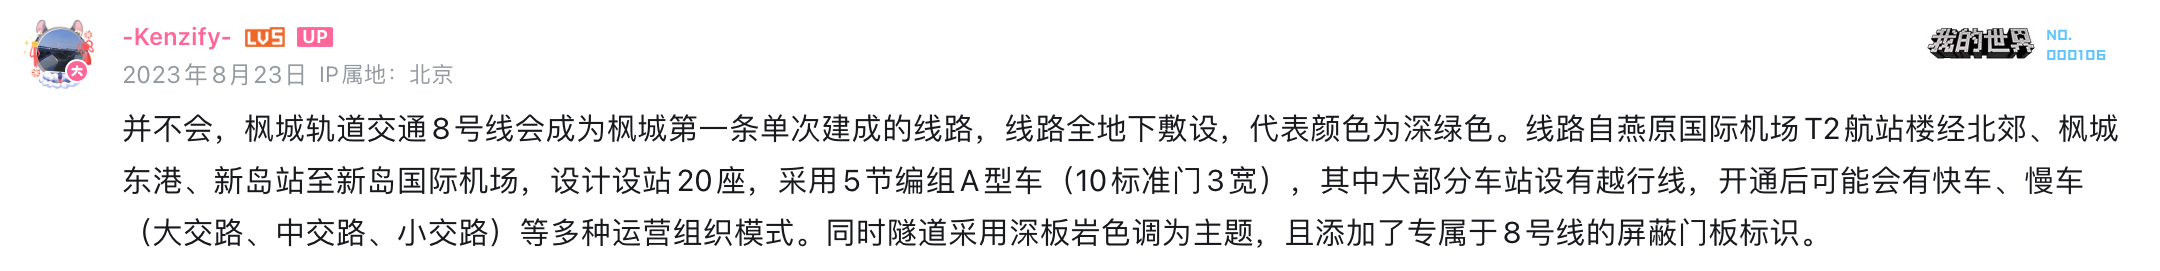 -Kenzify- LV5 UP
2023年8月23日 IP属地：北京
我的世界 NO.
000106
并不会，枫城轨道交通8号线会成为枫城第一条单次建成的线路，线路全地下敷设，代表颜色为深绿色。线路自燕原国际机场T2航站楼经北郊、枫城
东港、新岛站至新岛国际机场，设计设站20座，采用5节编组A型车（10标准门3宽），其中大部分车站设有越行线，开通后可能会有快车、慢车
（大交路、中交路、小交路）等多种运营组织模式。同时隧道采用深板岩色调为主题，且添加了专属于8号线的屏蔽门板标识。
大